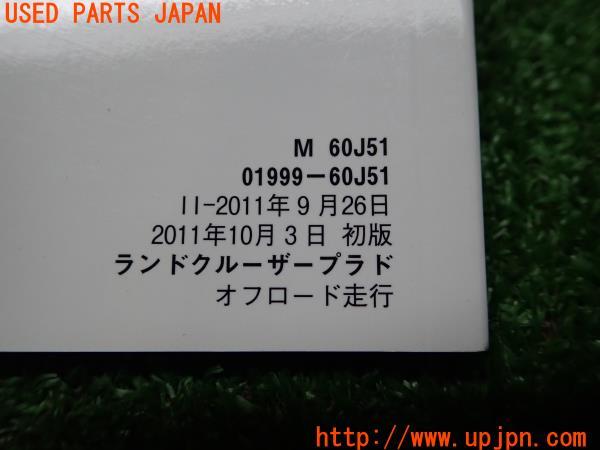 USED PARTS JAPAN
M 60J51
01999-60J51
II-2011年9月26日
2011年10月3日 初版
ランドクルーザープラド
オフロード走行
http://www.upjpn.com